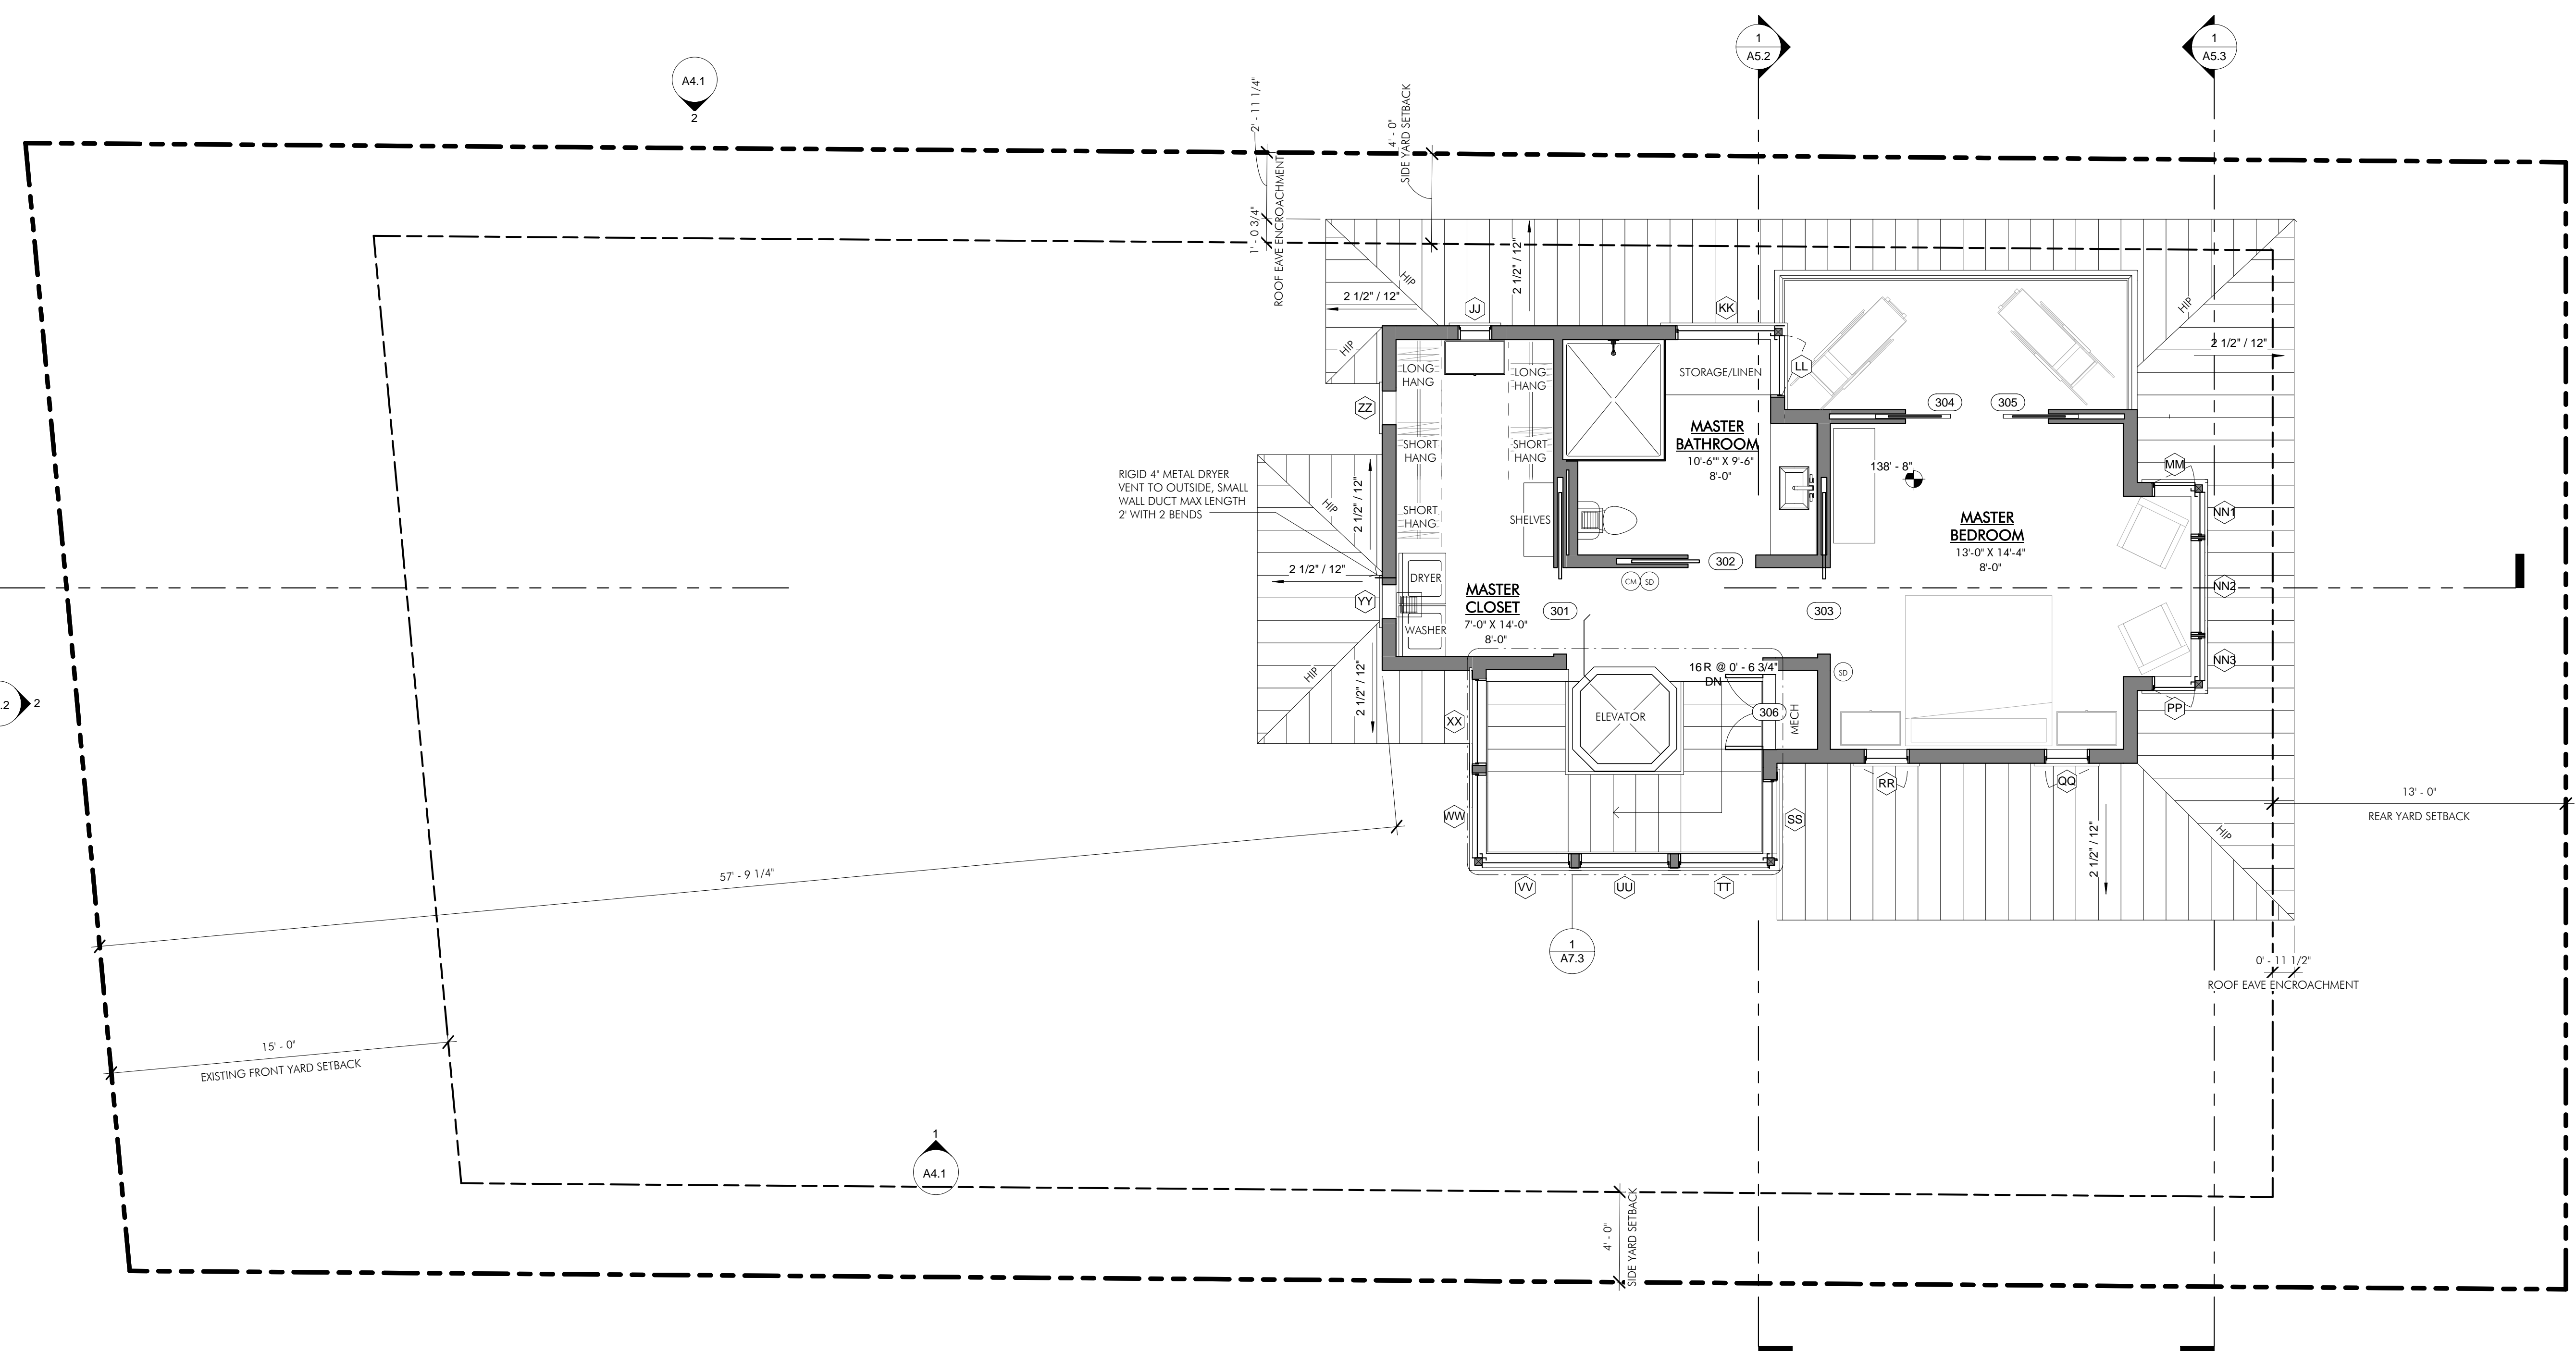 1
A5.2
1
A5.3
A4.1
2
2' - 11 1/4"
1' - 0 3/4"
ROOF EAVE ENCROACHMENT
4' - 0"
SIDE YARD SETBACK
HIP
2 1/2" / 12"
2 1/2" / 12"
HIP
JJ
KK
LL
HIP
2 1/2" / 12"
LONG
HANG
LONG
HANG
STORAGE/LINEN
ZZ
304
305
SHORT
HANG
SHORT
HANG
MASTER
BATHROOM
10'-6"" X 9'-6"
8'-0"
138' - 8"
MM
RIGID 4" METAL DRYER
VENT TO OUTSIDE, SMALL
WALL DUCT MAX LENGTH
2' WITH 2 BENDS
HIP
2 1/2" / 12"
SHORT
HANG
SHELVES
MASTER
BEDROOM
13'-0" X 14'-4"
8'-0"
NN1
2 1/2" / 12"
DRYER
302
CM
SD
NN2
YY
WASHER
MASTER
CLOSET
7'-0" X 14'-0"
8'-0"
301
303
HIP
2 1/2" / 12"
16R @ 0' - 6 3/4"
DN
SD
NN3
.2
2
XX
ELEVATOR
306
MECH
PP
RR
QQ
WW
SS
2 1/2" / 12"
HIP
13' - 0"
REAR YARD SETBACK
57' - 9 1/4"
VV
UU
TT
1
A7.3
0' - 11 1/2"
ROOF EAVE ENCROACHMENT
15' - 0"
EXISTING FRONT YARD SETBACK
1
A4.1
4' - 0"
SIDE YARD SETBACK